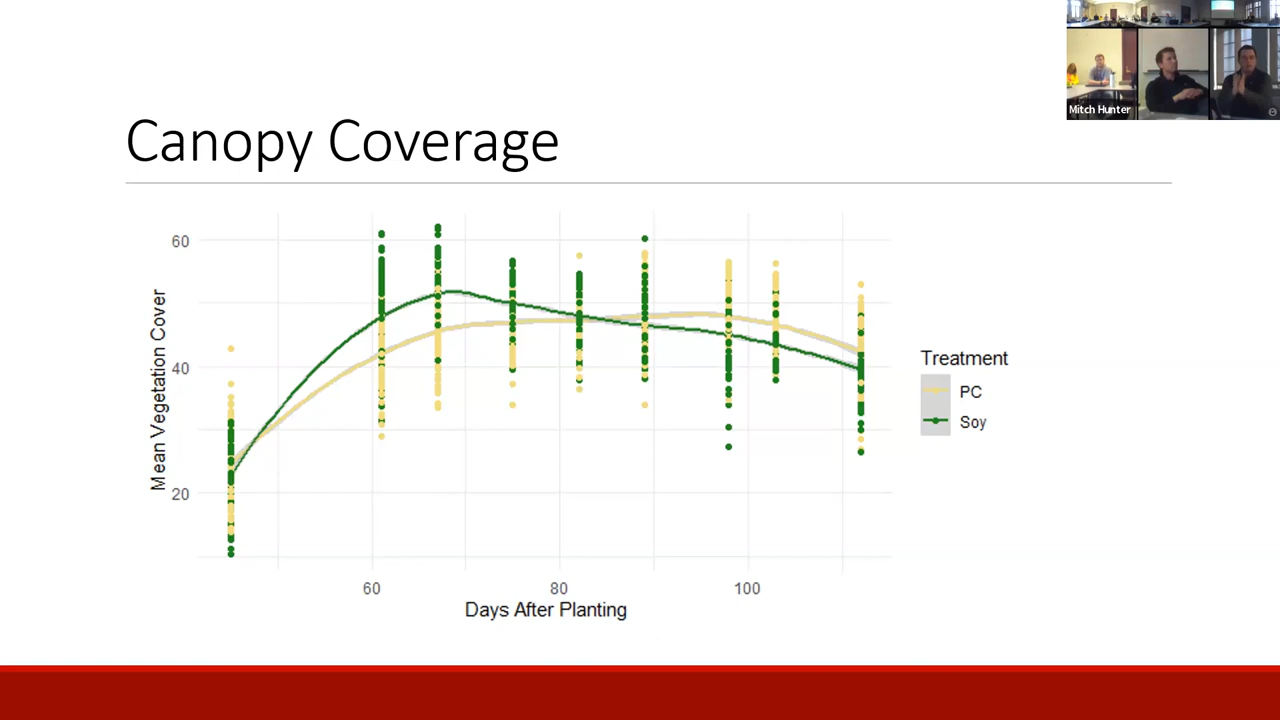 Mitch Hunter
Canopy Coverage
Mean Vegetation Cover
60
40
20
60
80
100
Days After Planting
Treatment
PC
Soy